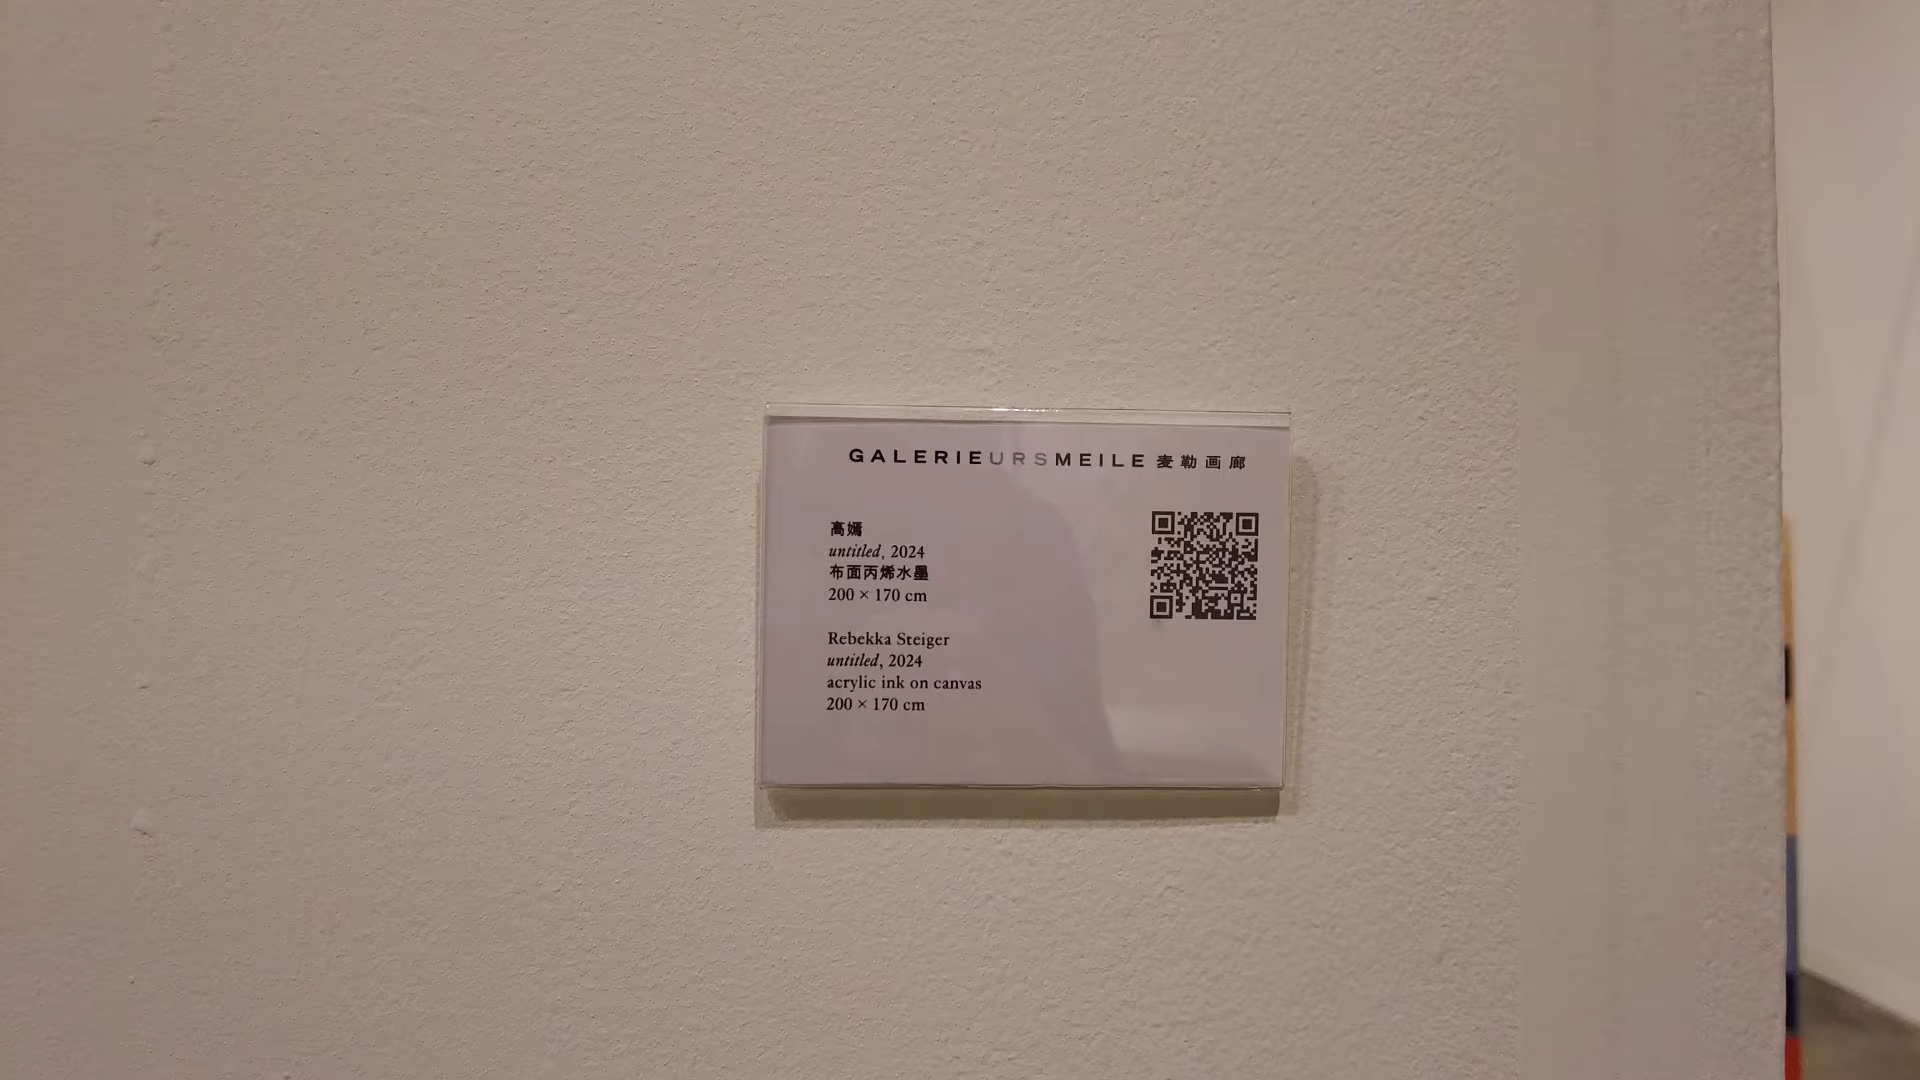 GALERIEURSMEILE 麦勒画廊
高嫣
untitled, 2024
布面丙烯水墨
200 × 170 cm
Rebekka Steiger
untitled, 2024
acrylic ink on canvas
200 × 170 cm